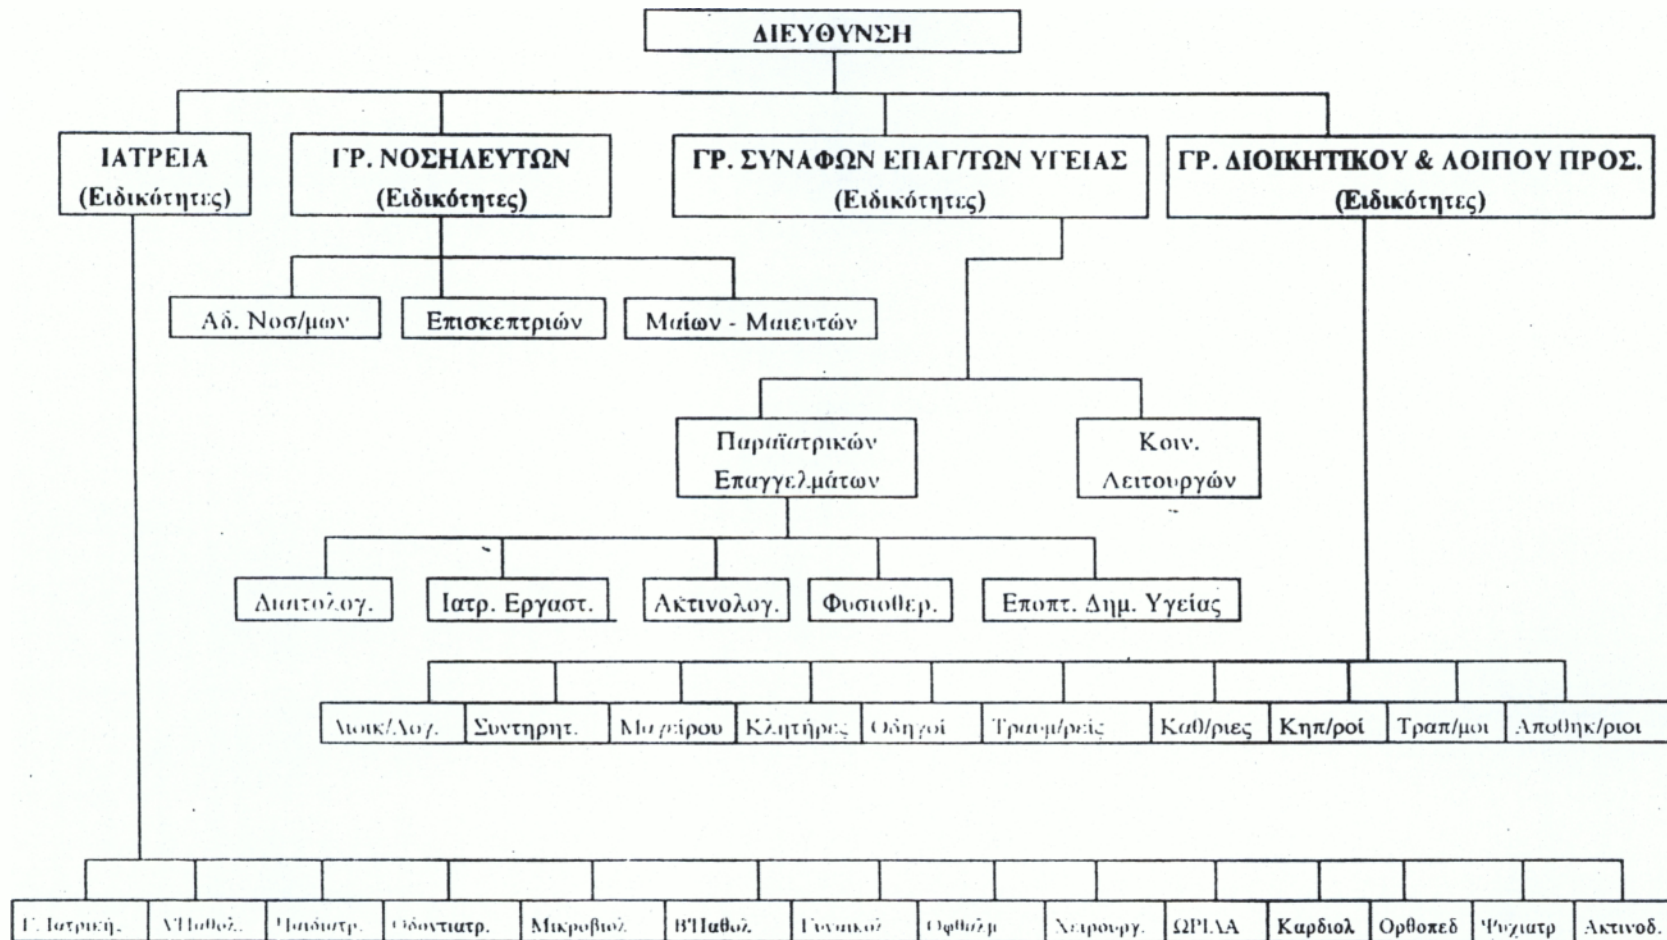 ΔΙΕΥΘΥΝΣΗ
ΙΑΤΡΕΙΑ
(Ειδικότητες)
ΓΡ. ΝΟΣΗΛΕΥΤΩΝ
(Ειδικότητες)
ΓΡ. ΣΥΝΑΦΩΝ ΕΠΑΓ/ΤΩΝ ΥΓΕΙΑΣ
(Ειδικότητες)
ΓΡ. ΔΙΟΙΚΗΤΙΚΟΥ & ΛΟΙΠΟΥ ΠΡΟΣ.
(Ειδικότητες)
Αδ. Νοσ/μων
Επισκεπτριών
Μαίων - Μαιευτών
Παραϊατρικών
Επαγγελμάτων
Κοιν.
Λειτουργών
Διαιτολογ.
Ιατρ. Εργαστ.
Ακτινολογ.
Φυσιοθερ.
Εποπτ. Δημ. Υγείας
Διοικ/Λογ.
Συντηρητ.
Μαγείρου
Κλητήρες
Οδηγοί
Τραυμ/ρείς
Καθ/ριες
Κηπ/ροί
Τραπ/μοι
Αποθηκ/ριοι
Γ. Ιατρική.
Α'Παθολ.
Παιδιατρ.
Οδοντιατρ.
Μικροβιολ
Β'Παθολ.
Γυναικολ
Οφθαλμ
Χειρουργ.
ΩΡΙΛΑ
Καρδιολ
Ορθοπεδ
Ψυχιατρ
Ακτινοδ.